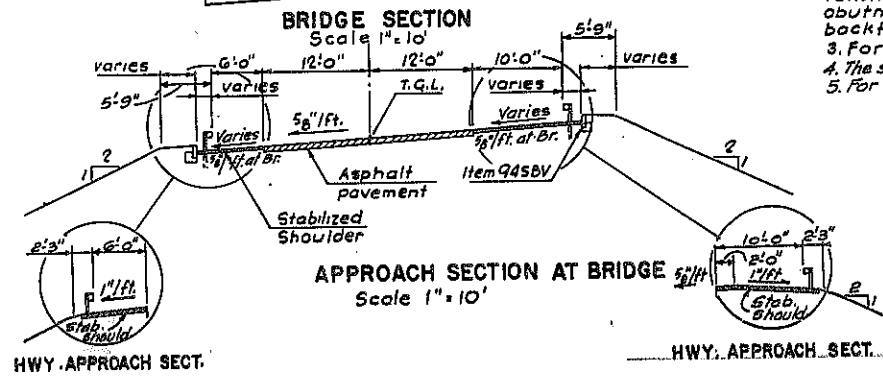 BRIDGE SECTION
Scale 1"=10'
abutn
backf
3. For
4. The s
5. For
varies
6'-0"
12'-0"
12'-0"
10'-0"
5'-9"
varies
5'-9"
varies
T.G.L.
varies
Varies
5/8"/ft. at Br.
5/8"/ft.
Varies
5/8"/ft. at Br.
2
1
Asphalt
pavement
Item 94SBV
2
1
Stabilized
Shoulder
2'-3"
6'-0"
1"/ft.
Stab.
Should
APPROACH SECTION AT BRIDGE
Scale 1"=10'
10'-0"
2'-3"
2'-0"
5/8"/ft
1"/ft.
Stab.
Should
2
1
HWY. APPROACH SECT.
HWY. APPROACH SECT.